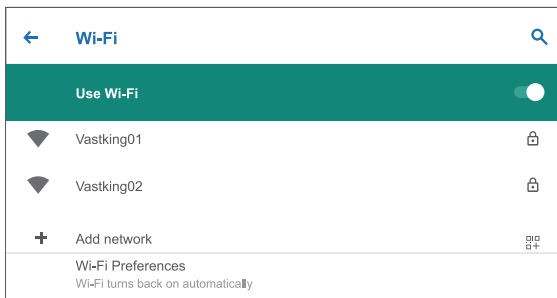 Wi-Fi
Use Wi-Fi
Vastking01
Vastking02
Add network
Wi-Fi Preferences
Wi-Fi turns back on automatically